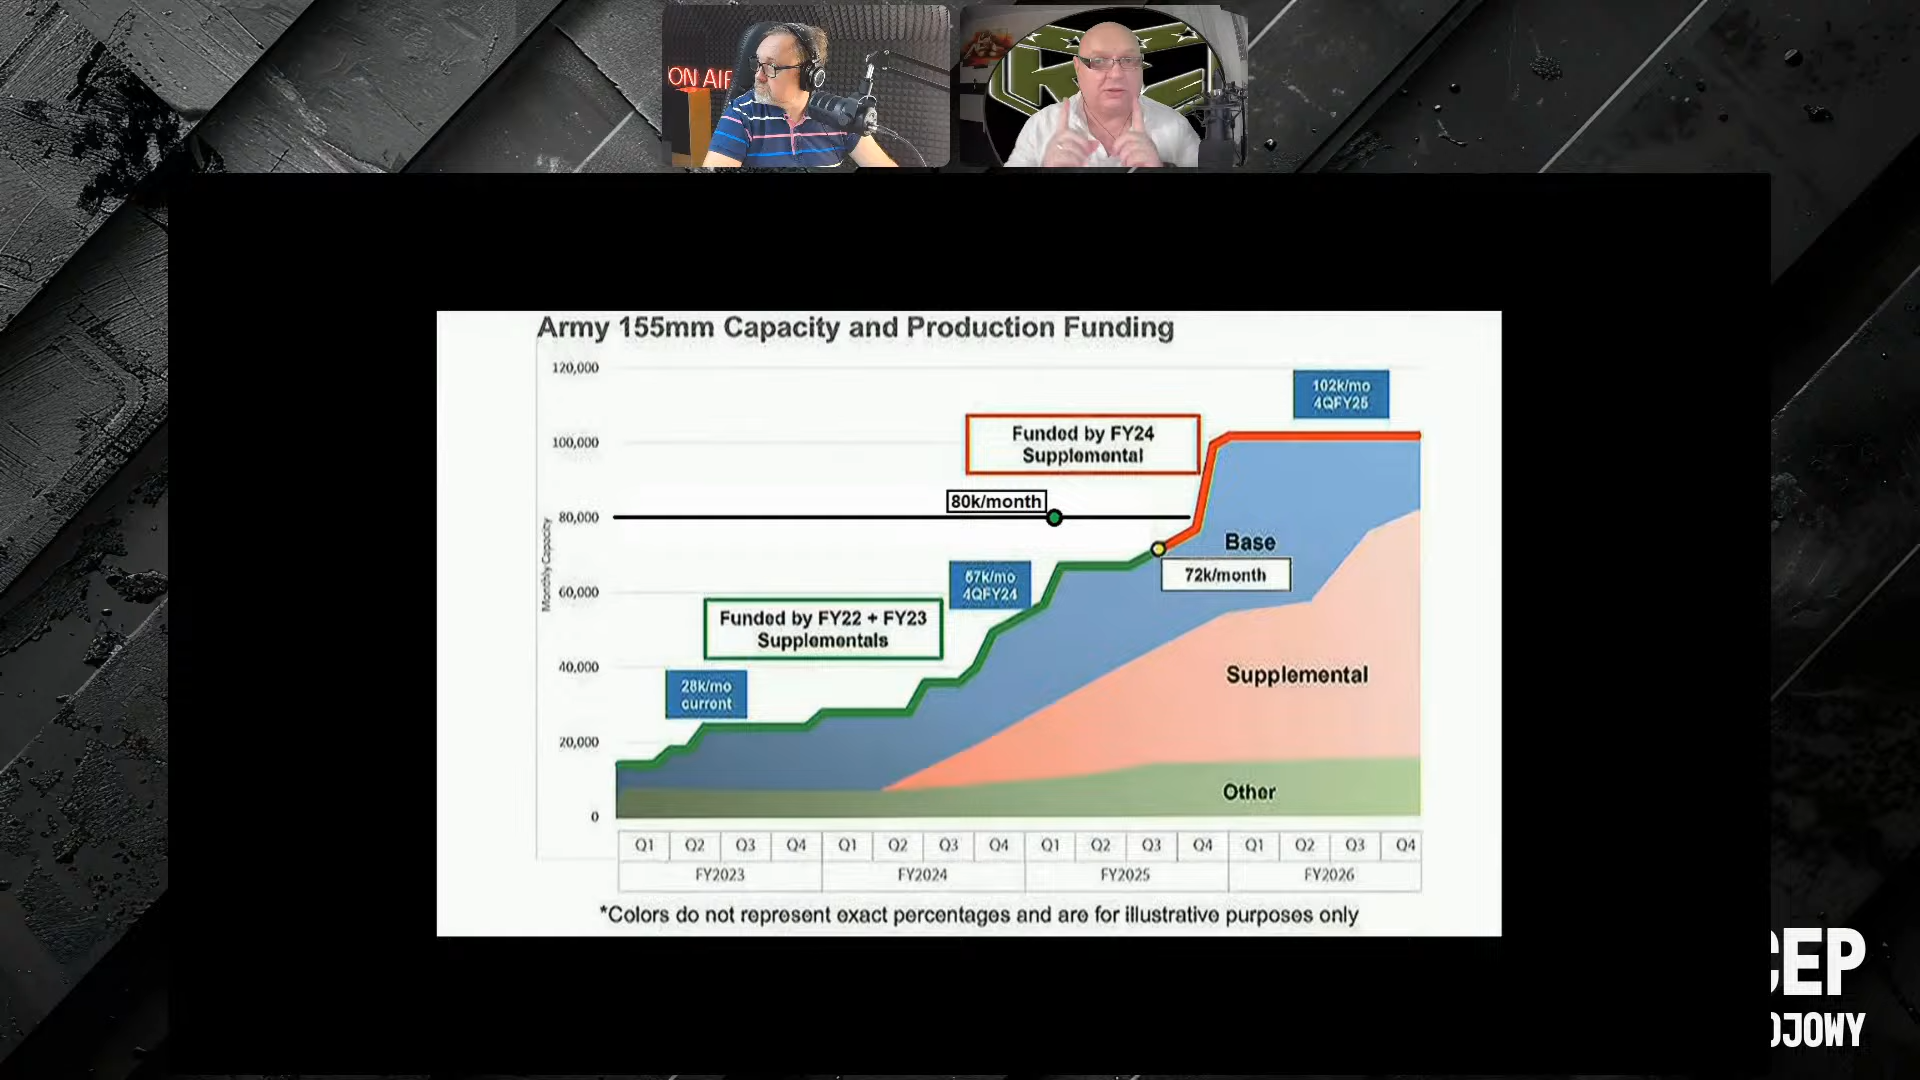 ON AIR
Army 155mm Capacity and Production Funding
120,000
100,000
80,000
60,000
40,000
20,000
0
Monthly Capacity
102k/mo
4QFY25
Funded by FY24
Supplemental
80k/month
Base
72k/month
57k/mo
4QFY24
Funded by FY22 + FY23
Supplementals
28k/mo
current
Supplemental
Other
Q1 Q2 Q3 Q4 Q1 Q2 Q3 Q4 Q1 Q2 Q3 Q4 Q1 Q2 Q3 Q4
FY2023 FY2024 FY2025 FY2026
*Colors do not represent exact percentages and are for illustrative purposes only
CEP
OJOWY